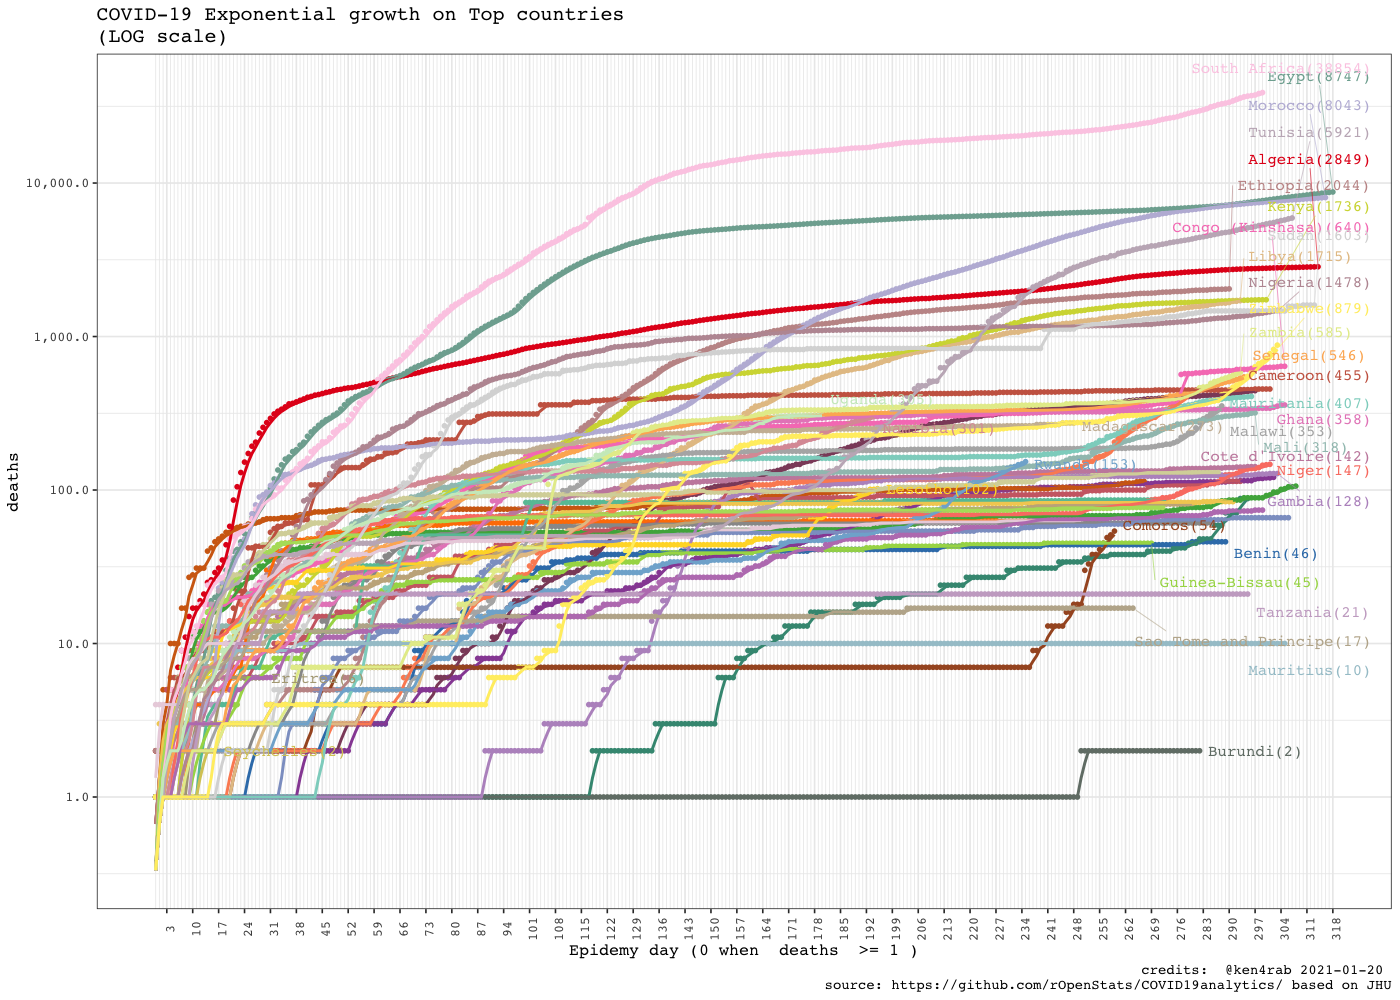 COVID-19 Exponential growth on Top countries
(LOG scale)
South Africa(38854)
Egypt(8747)
Morocco(8043)
Tunisia(5921)
Algeria(2849)
Ethiopia(2044)
Kenya(1736)
Congo (Kinshasa)(640)
Sudan(1603)
Libya(1715)
Nigeria(1478)
Zimbabwe(879)
Zambia(585)
Senegal(546)
Cameroon(455)
Mauritania(407)
Ghana(358)
Madagascar(273)
Namibia(301)
Malawi(353)
Mali(318)
Cote d'Ivoire(142)
Rwanda(153)
Niger(147)
Lesotho(102)
Gambia(128)
Comoros(54)
Benin(46)
Guinea-Bissau(45)
Tanzania(21)
Sao Tome and Principe(17)
Mauritius(10)
Burundi(2)
10,000.0
1,000.0
100.0
10.0
1.0
deaths
3 10 17 24 31 38 45 52 59 66 73 80 87 94 101 108 115 122 129 136 143 150 157 164 171 178 185 192 199 206 213 220 227 234 241 248 255 262 269 276 283 290 297 304 311 318
Epidemy day (0 when  deaths  >= 1 )
credits:  @ken4rab 2021-01-20
source: https://github.com/rOpenStats/COVID19analytics/ based on JHU